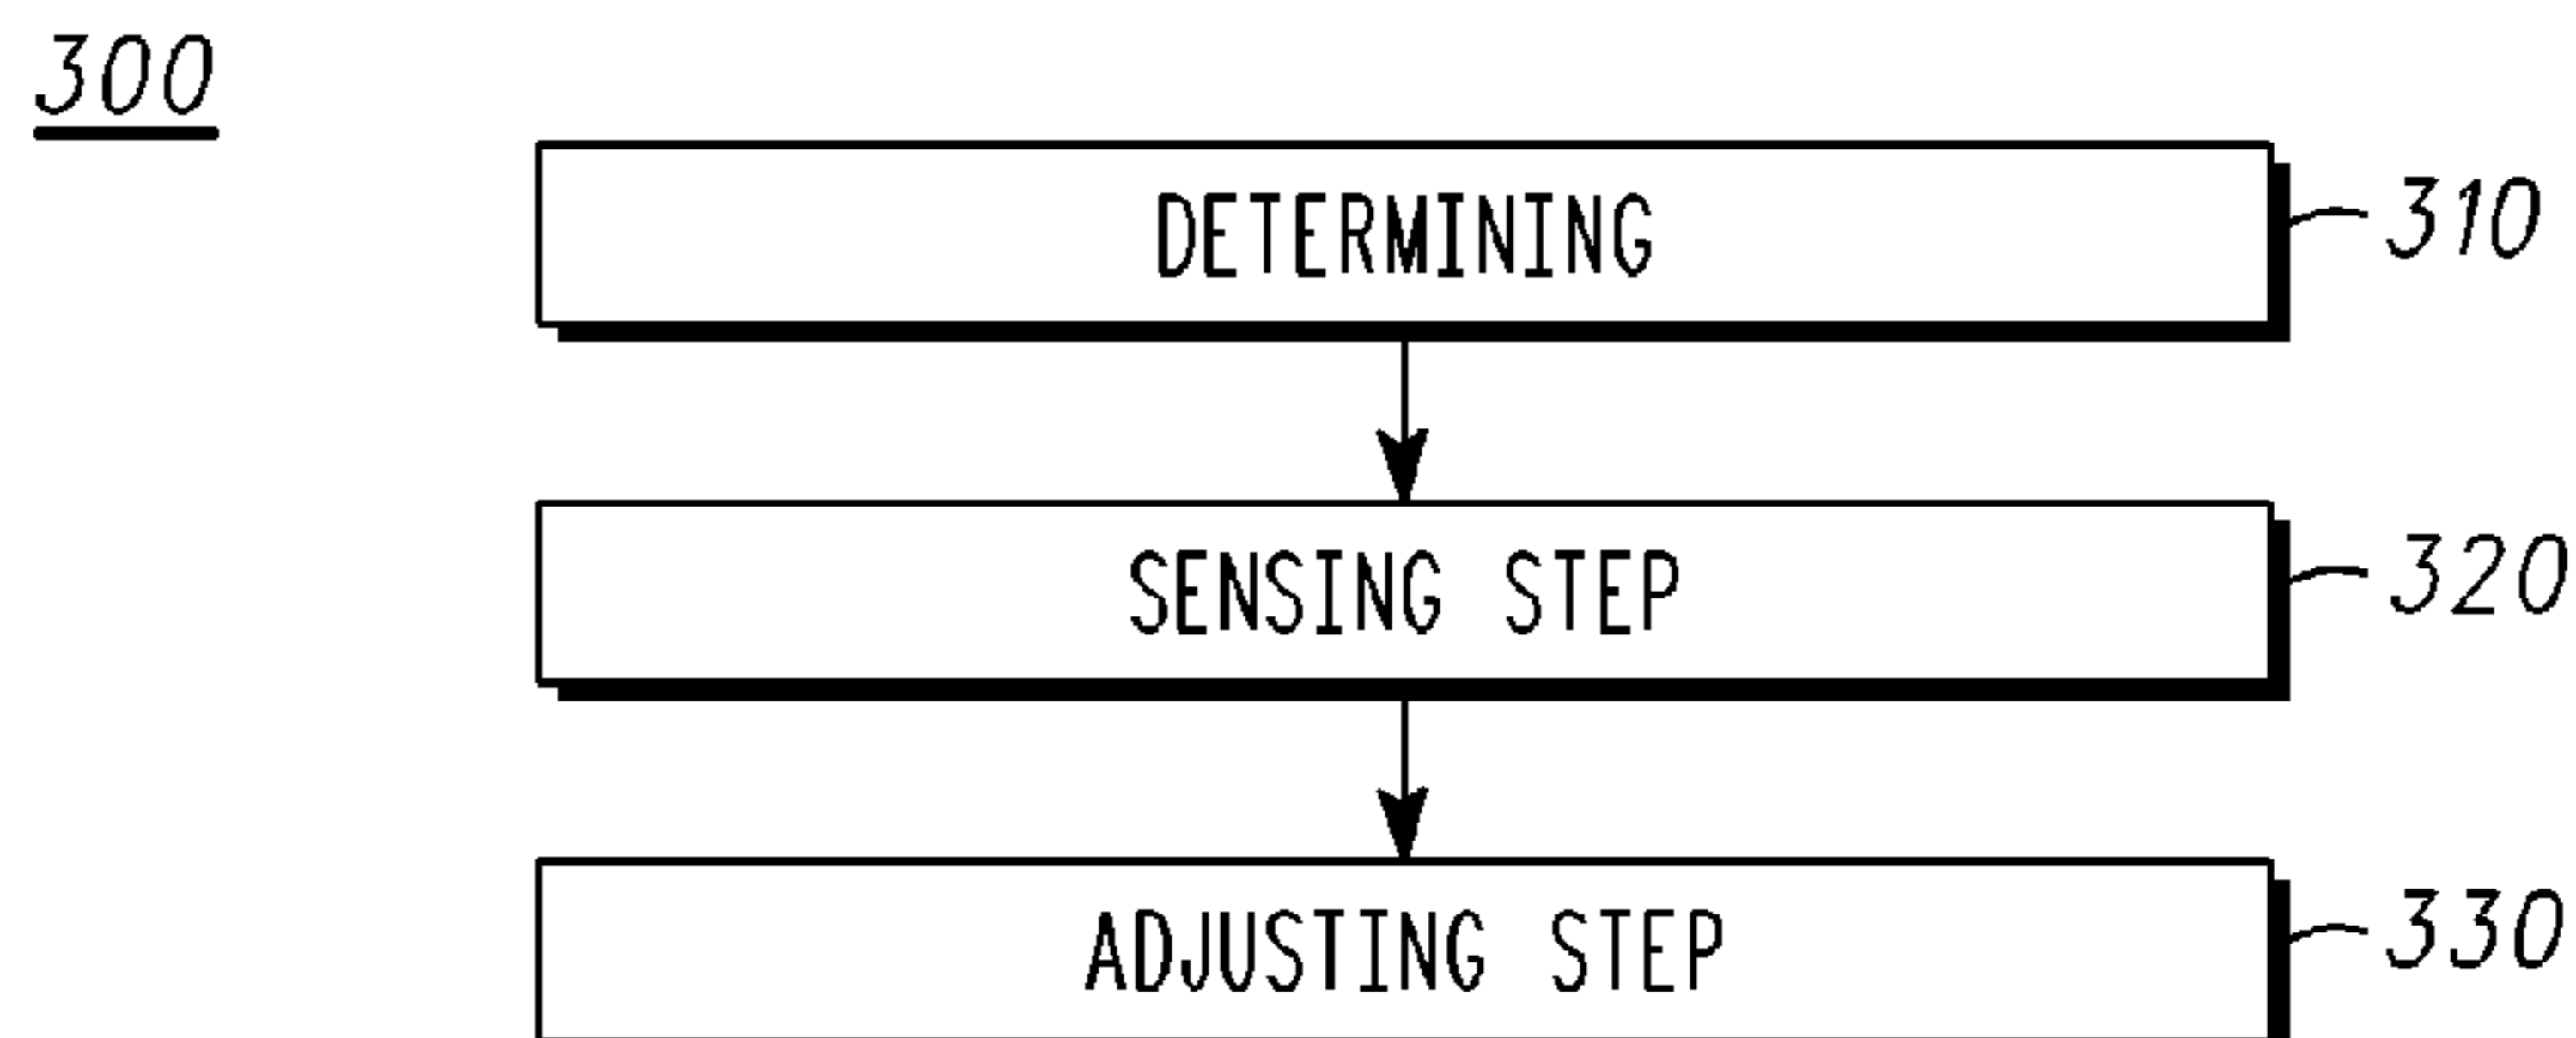 300
DETERMINING
310
SENSING STEP
320
ADJUSTING STEP
330